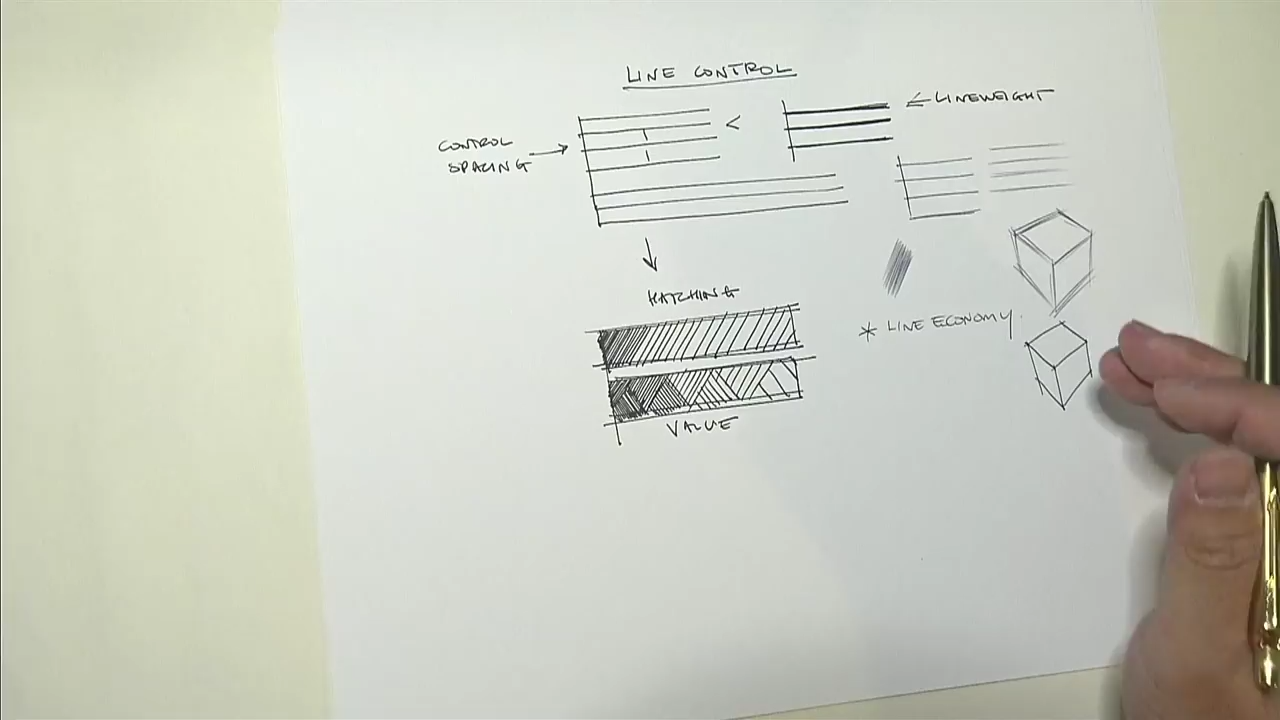 LINE CONTROL
← LINEWEIGHT
CONTROL
SPACING →
<
HATCHING
* LINE ECONOMY.
VALUE